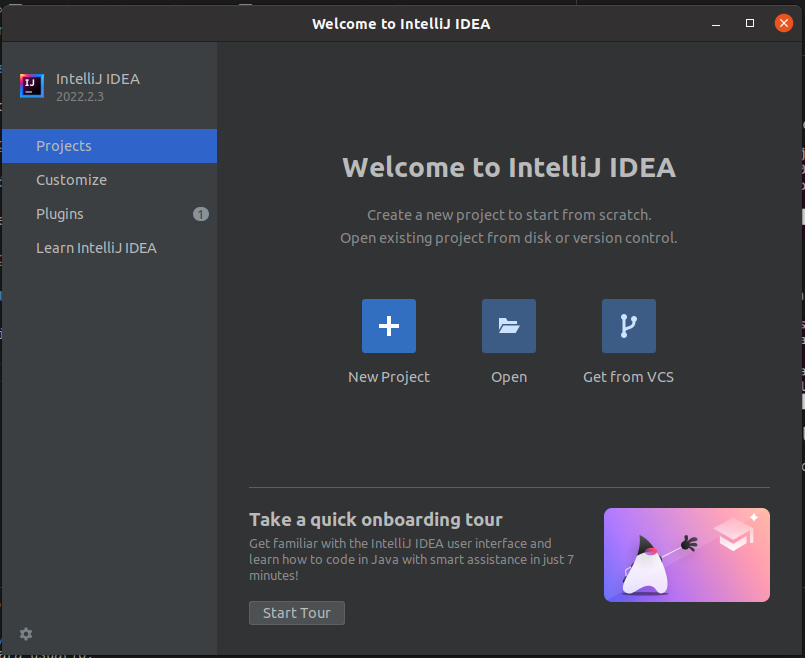 Welcome to IntelliJ IDEA
IJ
IntelliJ IDEA
2022.2.3
Projects
Customize
Plugins
1
Learn IntelliJ IDEA
Welcome to IntelliJ IDEA
Create a new project to start from scratch.
Open existing project from disk or version control.
New Project
Open
Get from VCS
Take a quick onboarding tour
Get familiar with the IntelliJ IDEA user interface and
learn how to code in Java with smart assistance in just 7
minutes!
Start Tour